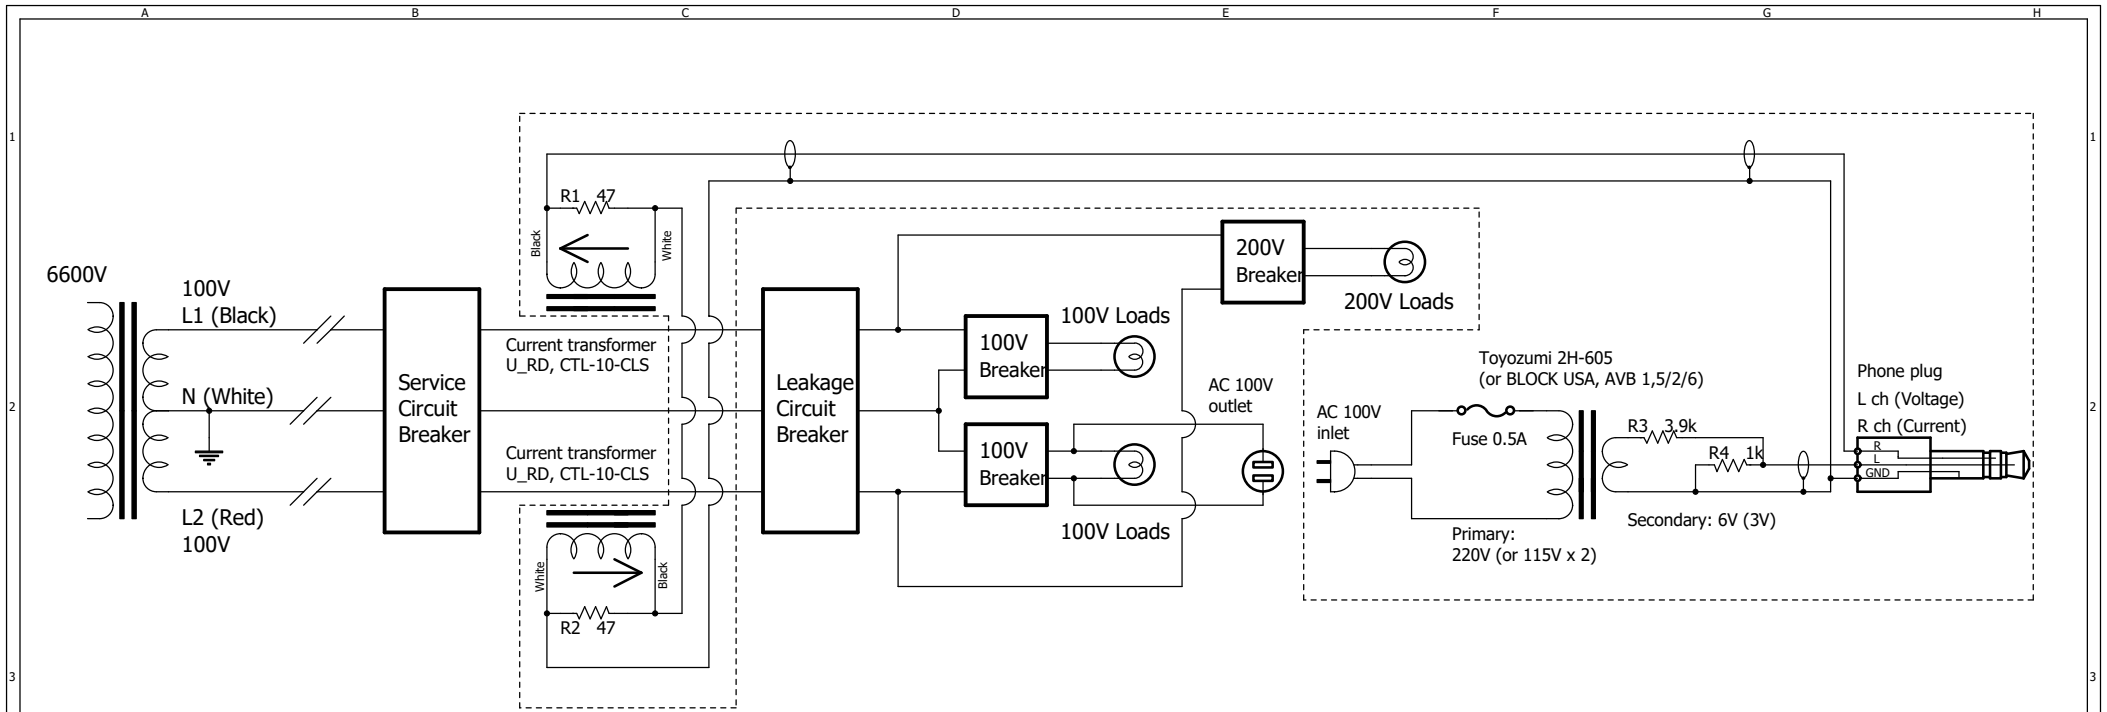 A B C D E F G H
1 1
R1 47
Black
White
6600V
100V
L1 (Black)
200V
Breaker
200V Loads
100V Loads
Current transformer
U_RD, CTL-10-CLS
100V
Breaker
Toyozumi 2H-605
(or BLOCK USA, AVB 1,5/2/6)
Service
Circuit
Breaker
Leakage
Circuit
Breaker
2 2
N (White)
AC 100V
outlet
AC 100V
inlet
Phone plug
L ch (Voltage)
R ch (Current)
Fuse 0.5A
R3 3.9k
R4 1k
R
L
GND
Current transformer
U_RD, CTL-10-CLS
100V
Breaker
L2 (Red)
100V
100V Loads
Primary:
220V (or 115V x 2)
Secondary: 6V (3V)
White
Black
R2 47
3 3